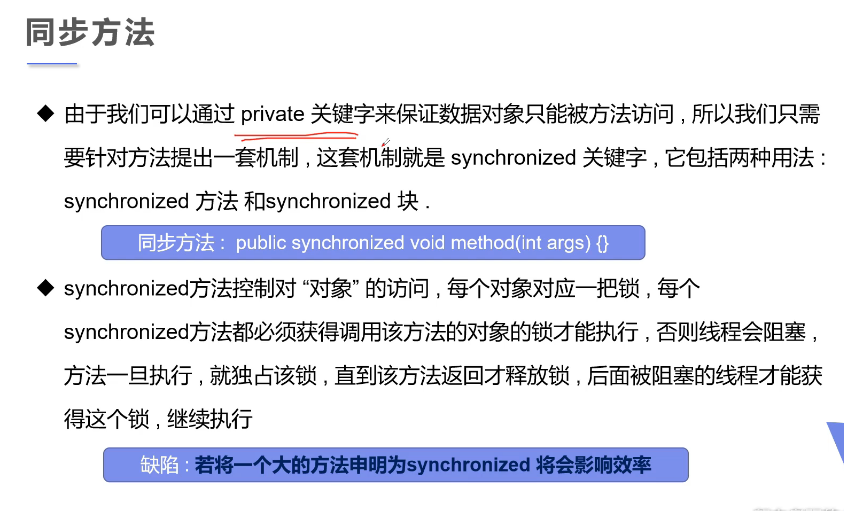 同步方法
◆ 由于我们可以通过 private 关键字来保证数据对象只能被方法访问 , 所以我们只需
要针对方法提出一套机制 , 这套机制就是 synchronized 关键字 , 它包括两种用法 :
synchronized 方法 和synchronized 块 .
同步方法 : public synchronized void method(int args) {}
◆ synchronized方法控制对 “对象” 的访问 , 每个对象对应一把锁 , 每个
synchronized方法都必须获得调用该方法的对象的锁才能执行 , 否则线程会阻塞 ,
方法一旦执行 , 就独占该锁 , 直到该方法返回才释放锁 , 后面被阻塞的线程才能获
得这个锁 , 继续执行
缺陷 : 若将一个大的方法申明为synchronized 将会影响效率